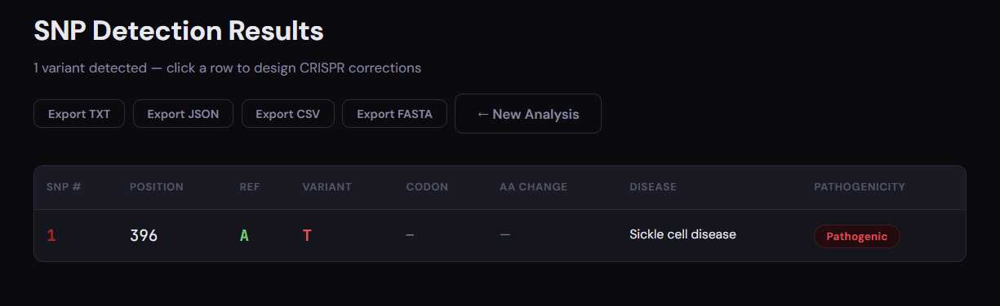 SNP Detection Results
1 variant detected — click a row to design CRISPR corrections
Export TXT Export JSON Export CSV Export FASTA ← New Analysis
SNP # POSITION REF VARIANT CODON AA CHANGE DISEASE PATHOGENICITY
1 396 A T — — Sickle cell disease Pathogenic